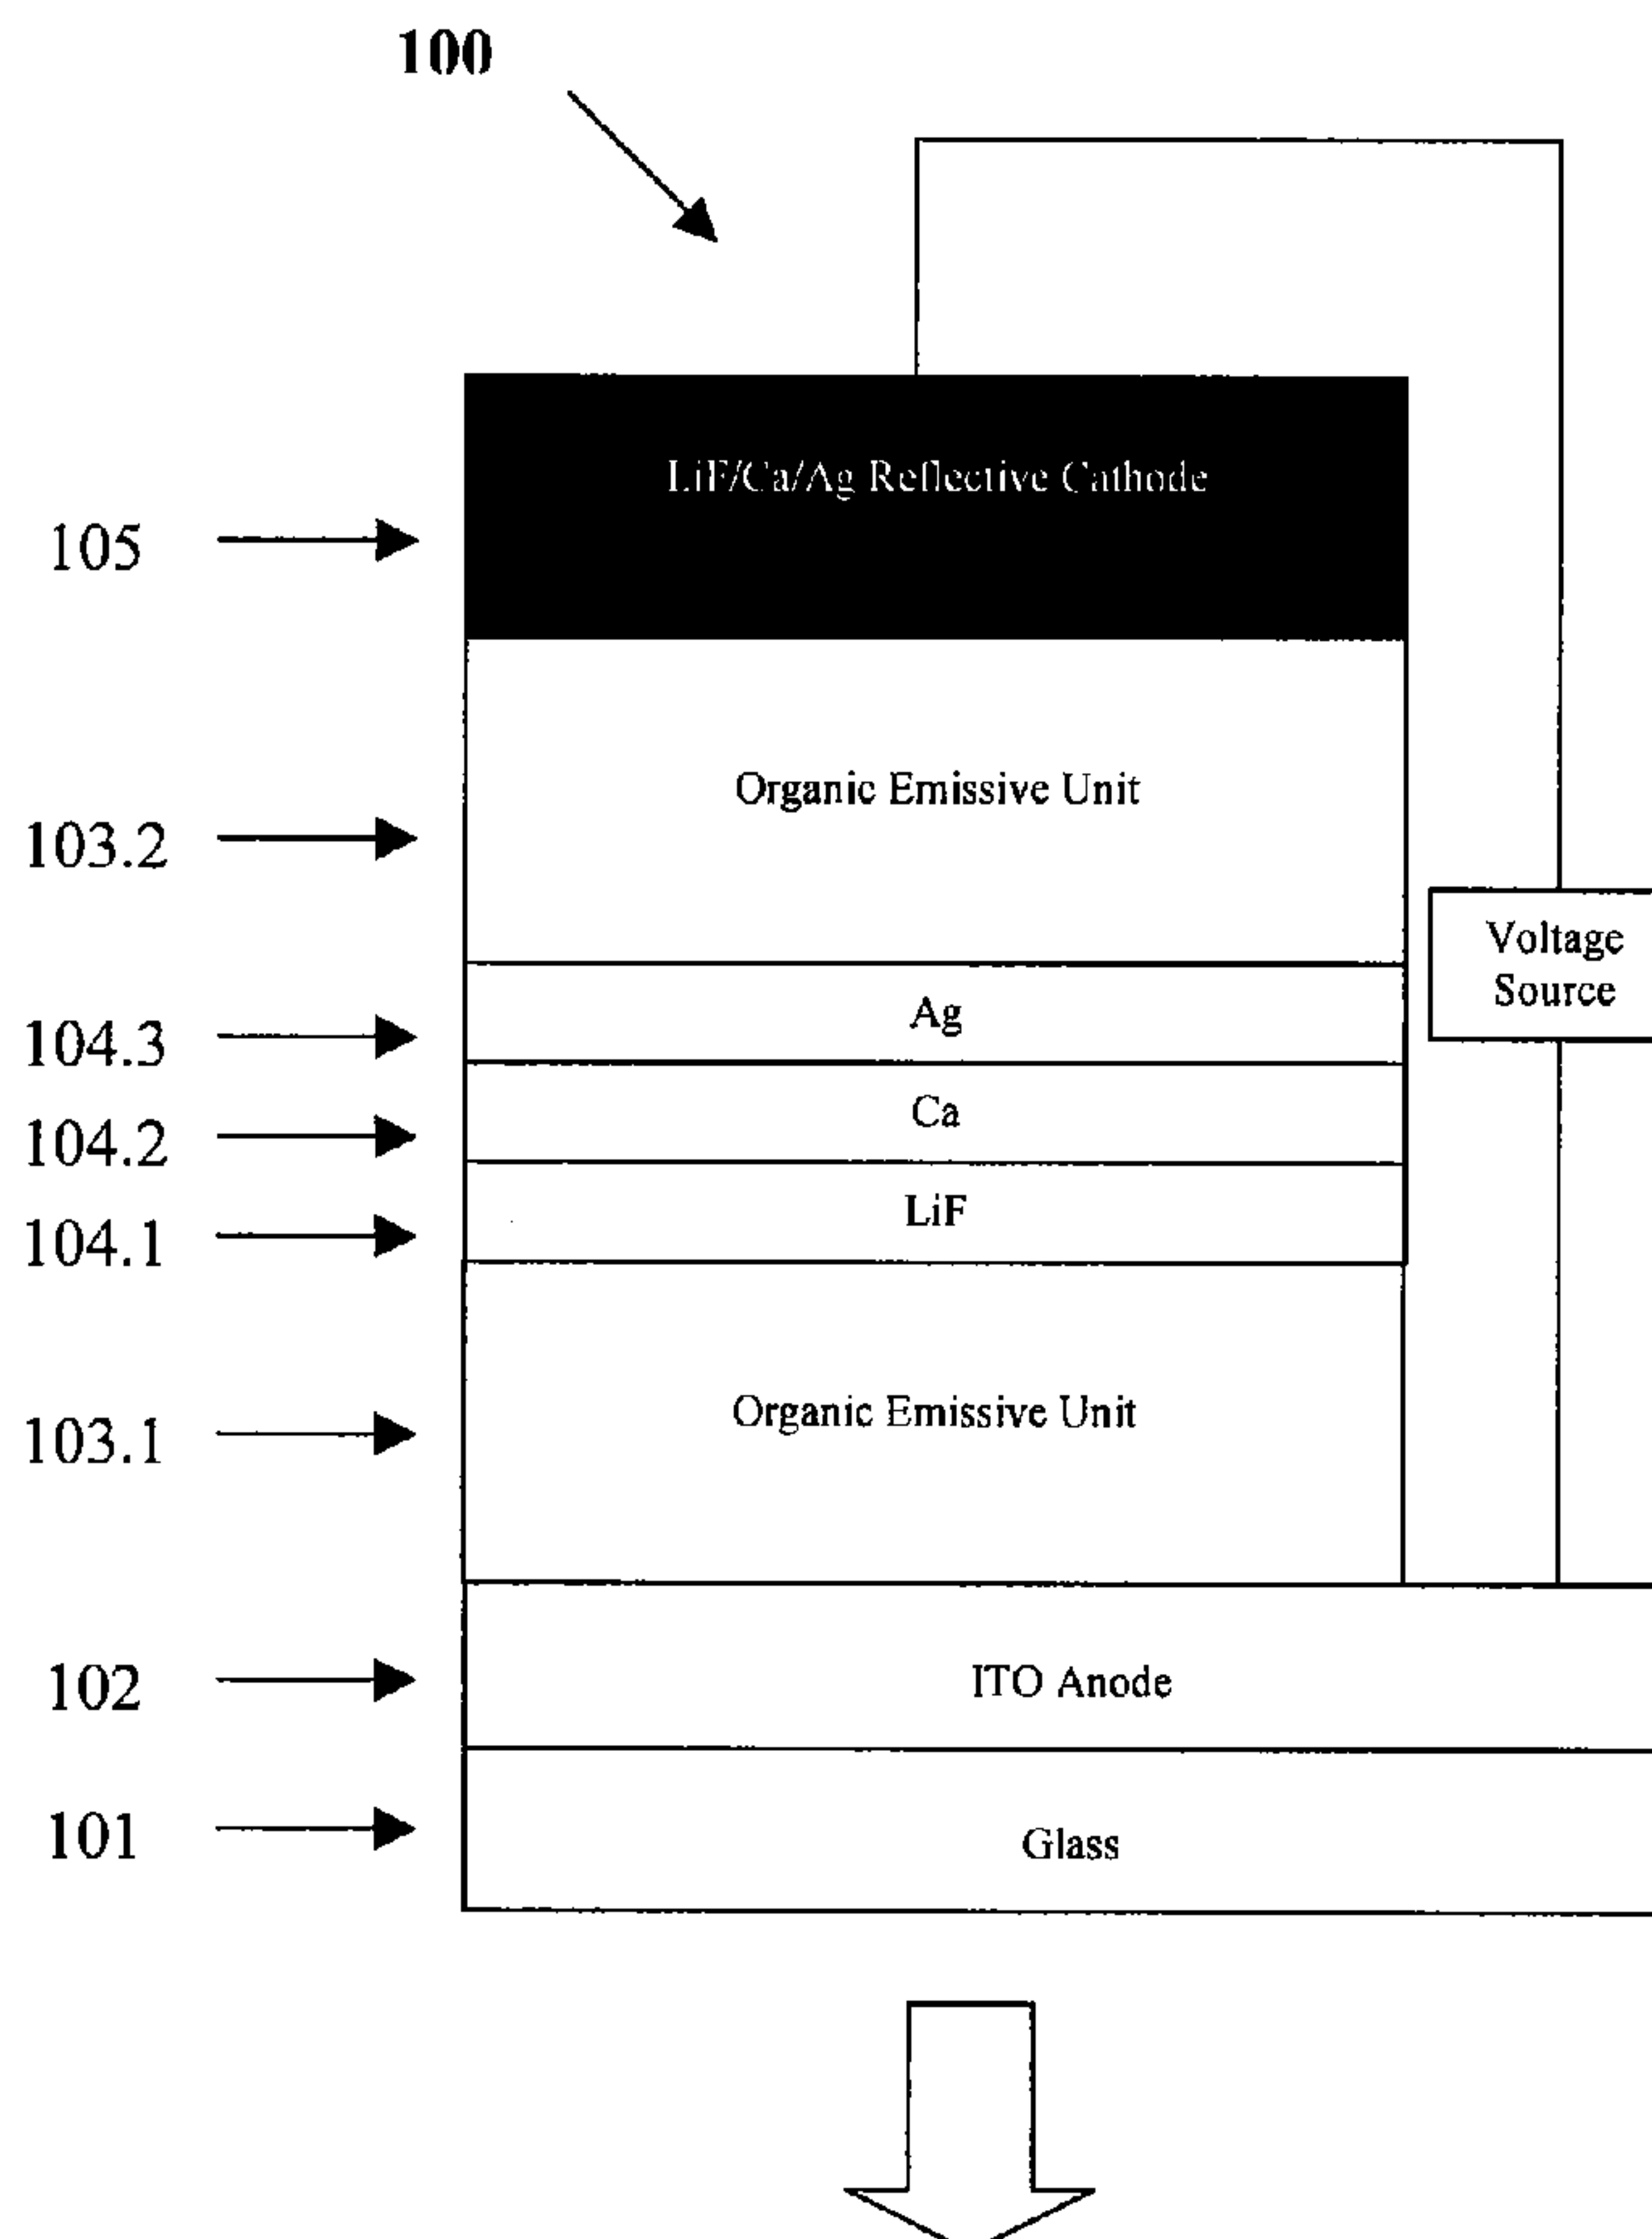 100
LiF/Ca/Ag Reflective Cathode
105
Organic Emissive Unit
103.2
Voltage
Source
Ag
104.3
Ca
104.2
LiF
104.1
Organic Emissive Unit
103.1
ITO Anode
102
Glass
101